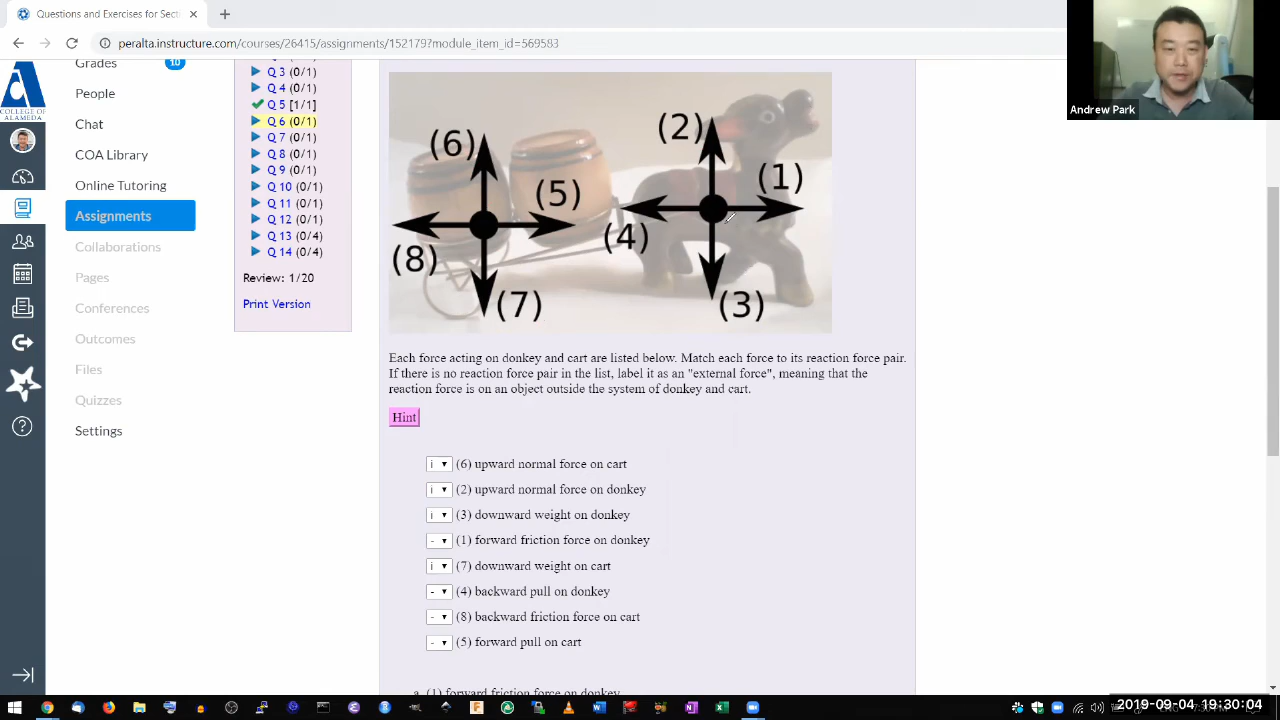 Questions and Exercises for Sect
peralta.instructure.com/courses/26415/assignments/152179?module_item_id=569583
Andrew Park
COLLEGE OF
ALAMEDA
Grades
10
People
Chat
COA Library
Online Tutoring
Assignments
Collaborations
Pages
Conferences
Outcomes
Files
Quizzes
Settings
Q 3 (0/1)
Q 4 (0/1)
Q 5 [1/1]
Q 6 (0/1)
Q 7 (0/1)
Q 8 (0/1)
Q 9 (0/1)
Q 10 (0/1)
Q 11 (0/1)
Q 12 (0/1)
Q 13 (0/4)
Q 14 (0/4)
Review: 1/20
Print Version
(6)
(5)
(8)
(7)
(2)
(1)
(4)
(3)
Each force acting on donkey and cart are listed below. Match each force to its reaction force pair.
If there is no reaction force pair in the list, label it as an "external force", meaning that the
reaction force is on an object outside the system of donkey and cart.
Hint
i (6) upward normal force on cart
i (2) upward normal force on donkey
i (3) downward weight on donkey
- (1) forward friction force on donkey
i (7) downward weight on cart
- (4) backward pull on donkey
- (8) backward friction force on cart
- (5) forward pull on cart
a. (1) forward friction force on donkey
2019-09-04 19:30:04